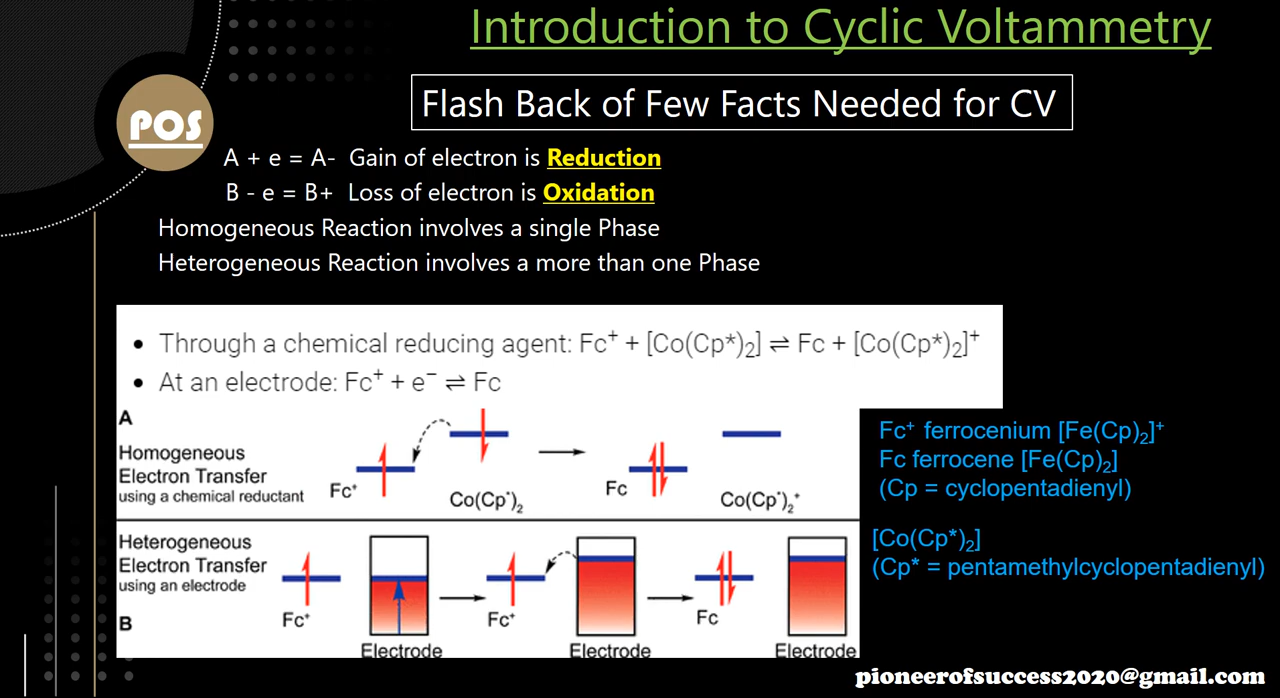 Introduction to Cyclic Voltammetry
Flash Back of Few Facts Needed for CV
POS
A + e = A-  Gain of electron is Reduction
B - e = B+  Loss of electron is Oxidation
Homogeneous Reaction involves a single Phase
Heterogeneous Reaction involves a more than one Phase
• Through a chemical reducing agent: Fc⁺ + [Co(Cp*)₂] ⇌ Fc + [Co(Cp*)₂]⁺
• At an electrode: Fc⁺ + e⁻ ⇌ Fc
A
Homogeneous
Electron Transfer
using a chemical reductant
Fc⁺
Co(Cp*)₂
Fc
Co(Cp*)₂⁺
Heterogeneous
Electron Transfer
using an electrode
B
Fc⁺
Electrode
Fc⁺
Electrode
Fc
Electrode
Fc⁺ ferrocenium [Fe(Cp)₂]⁺
Fc ferrocene [Fe(Cp)₂]
(Cp = cyclopentadienyl)
[Co(Cp*)₂]
(Cp* = pentamethylcyclopentadienyl)
pioneerofsuccess2020@gmail.com